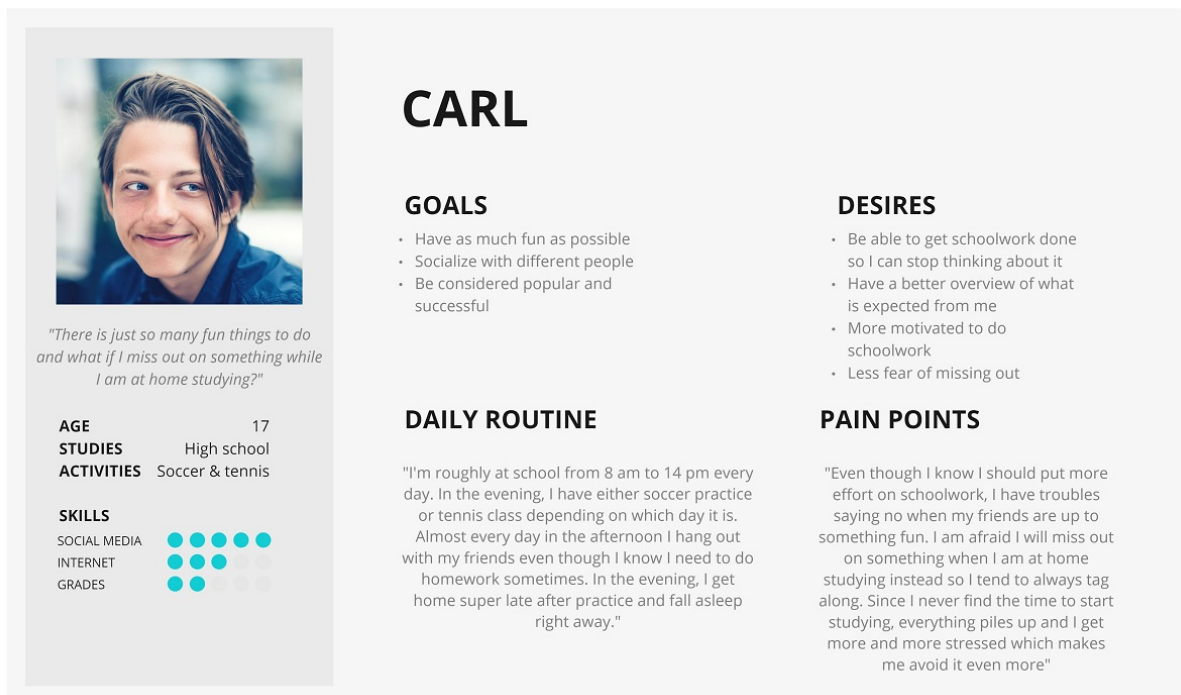 CARL
"There is just so many fun things to do
and what if I miss out on something while
I am at home studying?"
AGE 17
STUDIES High school
ACTIVITIES Soccer & tennis
SKILLS
SOCIAL MEDIA
INTERNET
GRADES
GOALS
• Have as much fun as possible
• Socialize with different people
• Be considered popular and
successful
DESIRES
• Be able to get schoolwork done
so I can stop thinking about it
• Have a better overview of what
is expected from me
• More motivated to do
schoolwork
• Less fear of missing out
DAILY ROUTINE
"I'm roughly at school from 8 am to 14 pm every
day. In the evening, I have either soccer practice
or tennis class depending on which day it is.
Almost every day in the afternoon I hang out
with my friends even though I know I need to do
homework sometimes. In the evening, I get
home super late after practice and fall asleep
right away."
PAIN POINTS
"Even though I know I should put more
effort on schoolwork, I have troubles
saying no when my friends are up to
something fun. I am afraid I will miss out
on something when I am at home
studying instead so I tend to always tag
along. Since I never find the time to start
studying, everything piles up and I get
more and more stressed which makes
me avoid it even more"